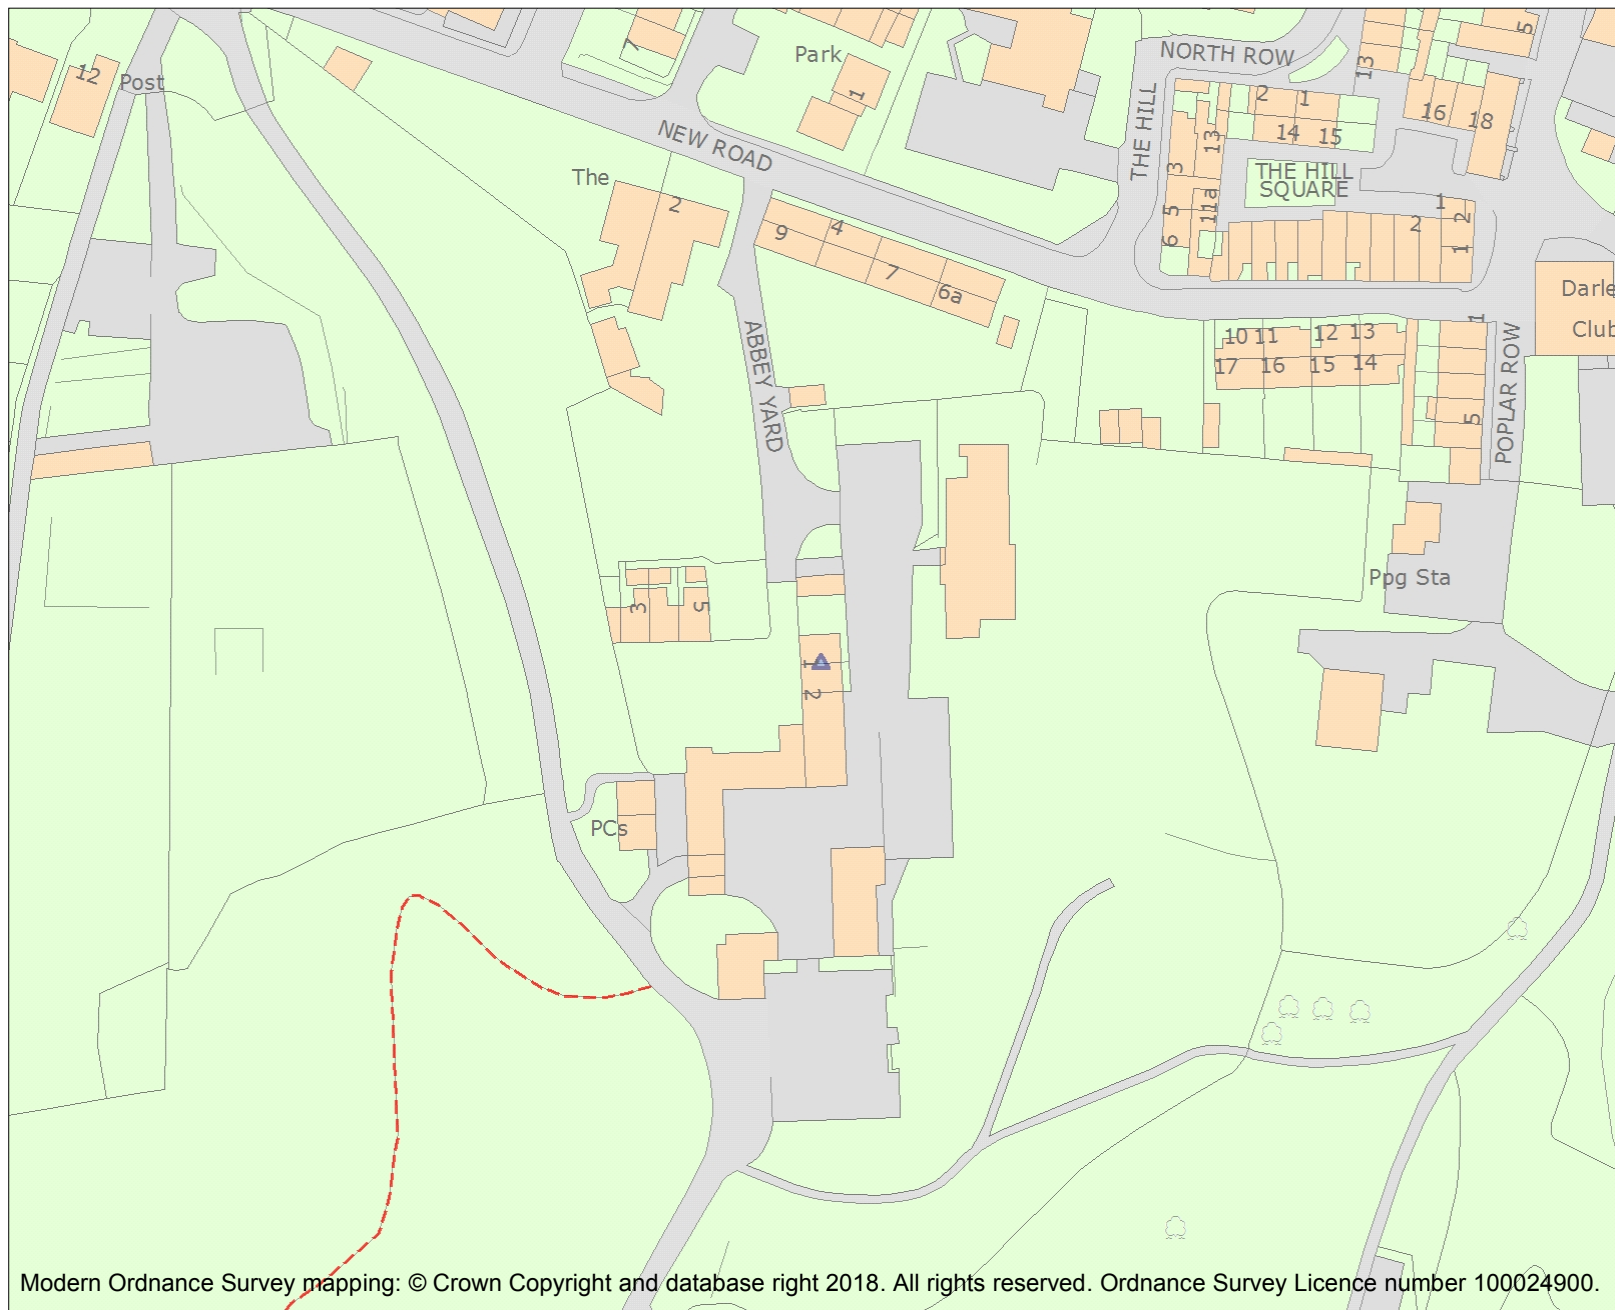 5
7
Park
NORTH ROW
13
12
Post
1
2
1
16
18
NEW ROAD
THE HILL
13
14
15
The
3
THE HILL
SQUARE
2
9
4
5
11a
1
2
2
6
1
7
6a
Darle
Club
10
11
12
13
1
17
16
15
14
ABBEY YARD
POPLAR ROW
5
Ppg Sta
3
5
1
2
PCs
Modern Ordnance Survey mapping: © Crown Copyright and database right 2018. All rights reserved. Ordnance Survey Licence number 100024900.